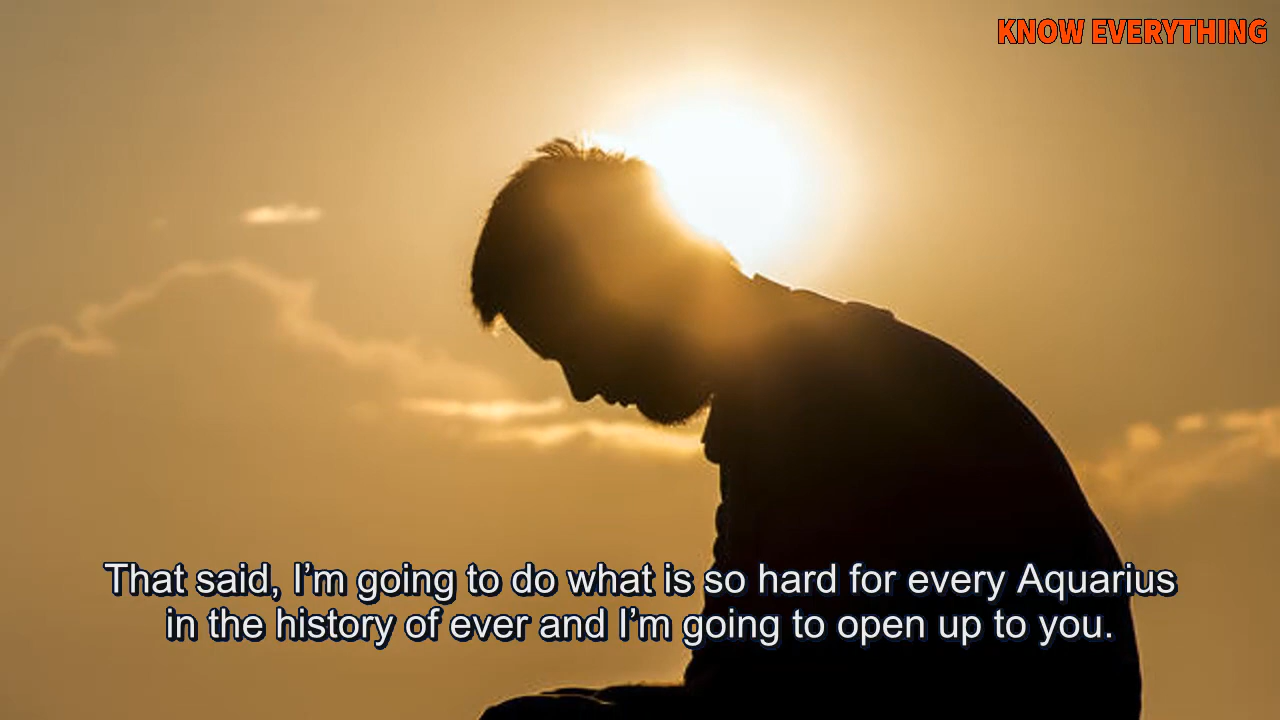 KNOW EVERYTHING
That said, I'm going to do what is so hard for every Aquarius
in the history of ever and I'm going to open up to you.